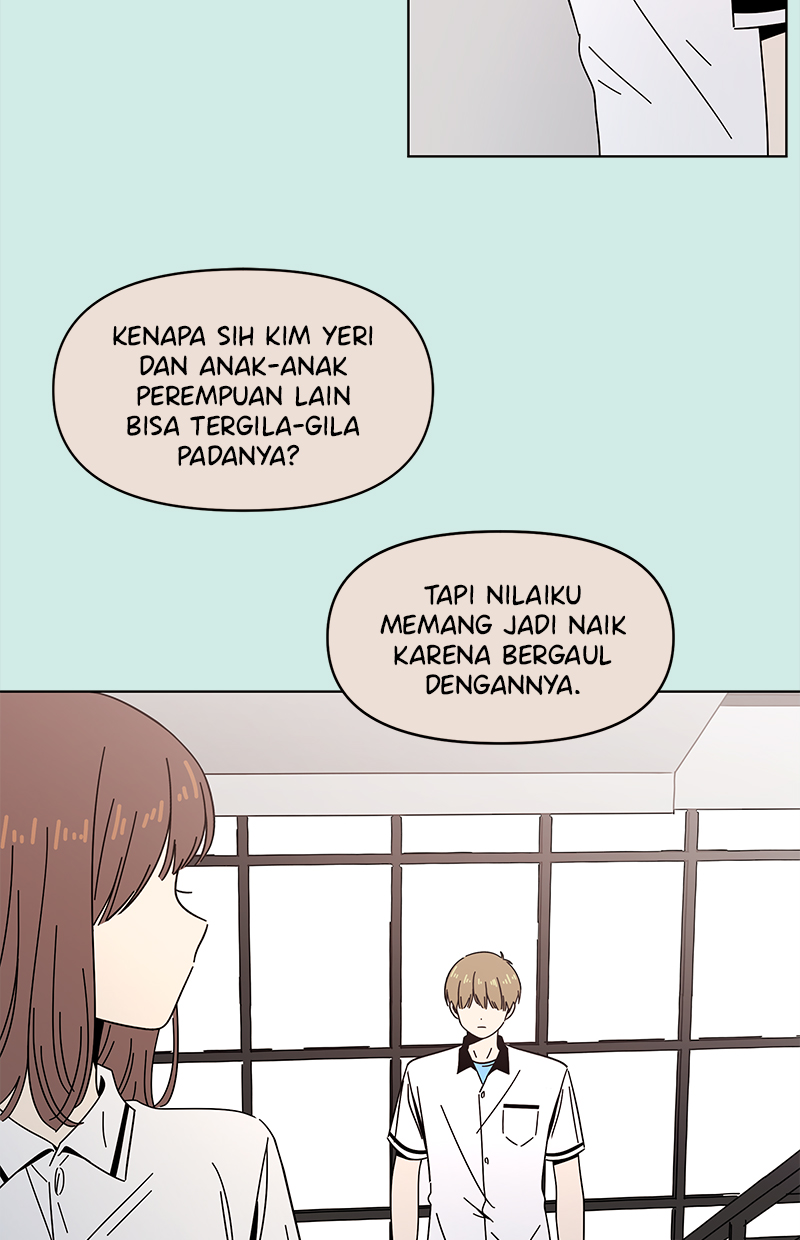 KENAPA SIH KIM YERI
DAN ANAK-ANAK
PEREMPUAN LAIN
BISA TERGILA-GILA
PADANYA?
TAPI NILAIKU
MEMANG JADI NAIK
KARENA BERGAUL
DENGANNYA.